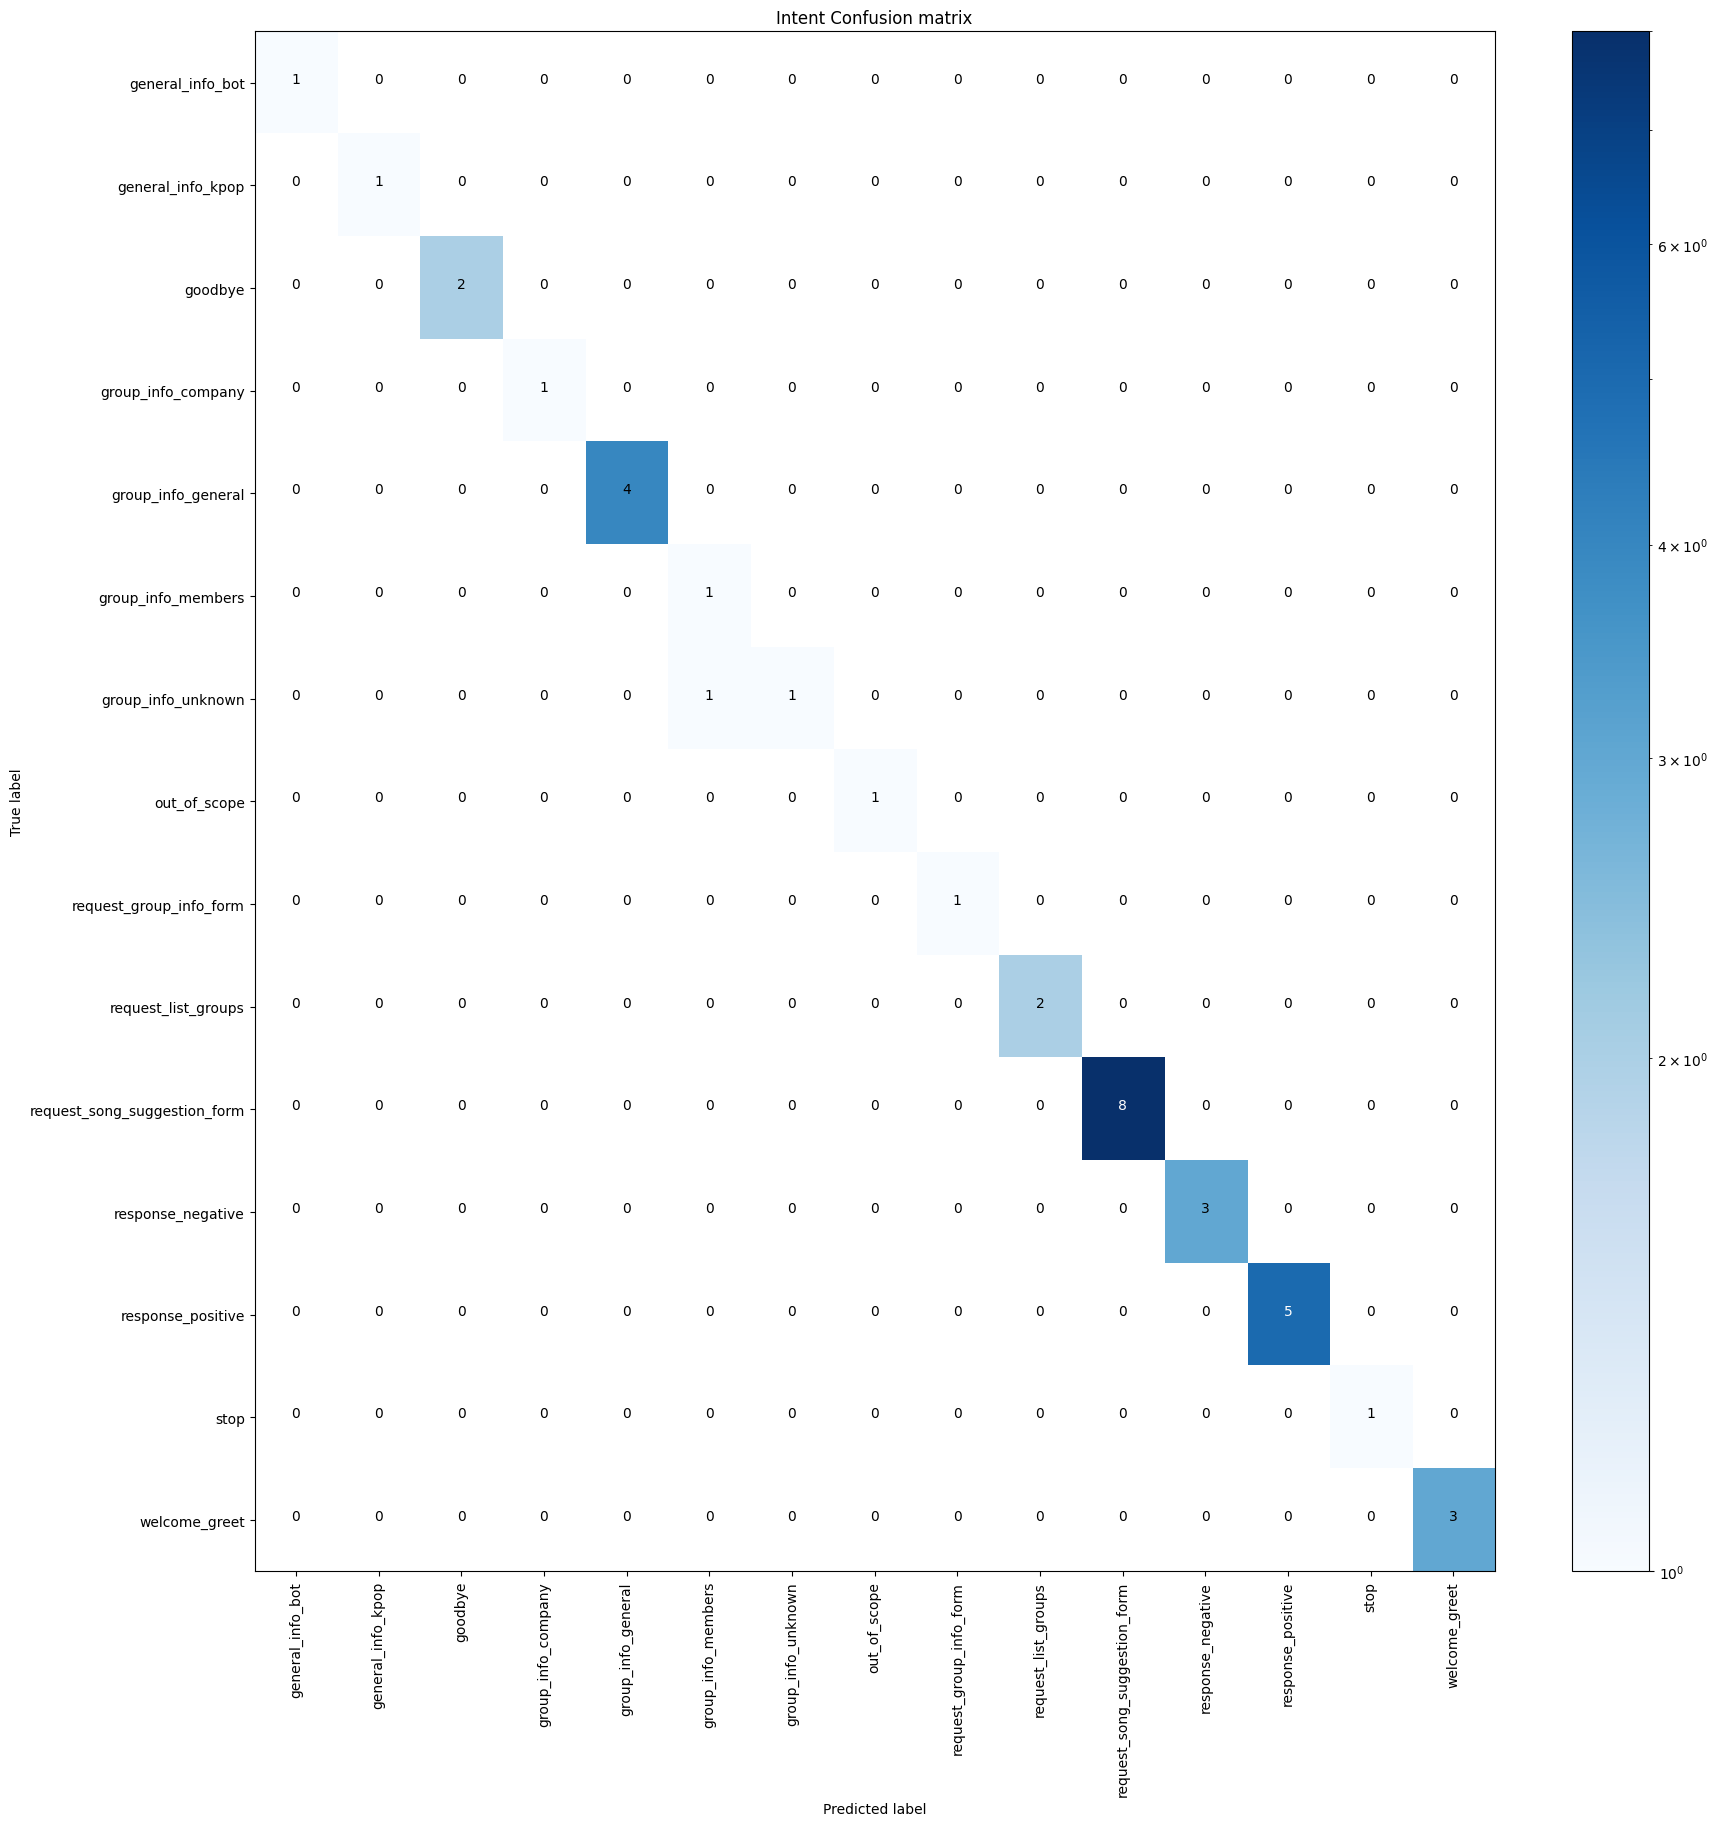 Intent Confusion matrix
general_info_bot 1 0 0 0 0 0 0 0 0 0 0 0 0 0 0
general_info_kpop 0 1 0 0 0 0 0 0 0 0 0 0 0 0 0
goodbye 0 0 2 0 0 0 0 0 0 0 0 0 0 0 0
group_info_company 0 0 0 1 0 0 0 0 0 0 0 0 0 0 0
group_info_general 0 0 0 0 4 0 0 0 0 0 0 0 0 0 0
group_info_members 0 0 0 0 0 1 0 0 0 0 0 0 0 0 0
group_info_unknown 0 0 0 0 0 1 1 0 0 0 0 0 0 0 0
out_of_scope 0 0 0 0 0 0 0 1 0 0 0 0 0 0 0
request_group_info_form 0 0 0 0 0 0 0 0 1 0 0 0 0 0 0
request_list_groups 0 0 0 0 0 0 0 0 0 2 0 0 0 0 0
request_song_suggestion_form 0 0 0 0 0 0 0 0 0 0 8 0 0 0 0
response_negative 0 0 0 0 0 0 0 0 0 0 0 3 0 0 0
response_positive 0 0 0 0 0 0 0 0 0 0 0 0 5 0 0
stop 0 0 0 0 0 0 0 0 0 0 0 0 0 1 0
welcome_greet 0 0 0 0 0 0 0 0 0 0 0 0 0 0 3
True label
general_info_bot
general_info_kpop
goodbye
group_info_company
group_info_general
group_info_members
group_info_unknown
out_of_scope
request_group_info_form
request_list_groups
request_song_suggestion_form
response_negative
response_positive
stop
welcome_greet
Predicted label
6 × 10⁰
4 × 10⁰
3 × 10⁰
2 × 10⁰
10⁰